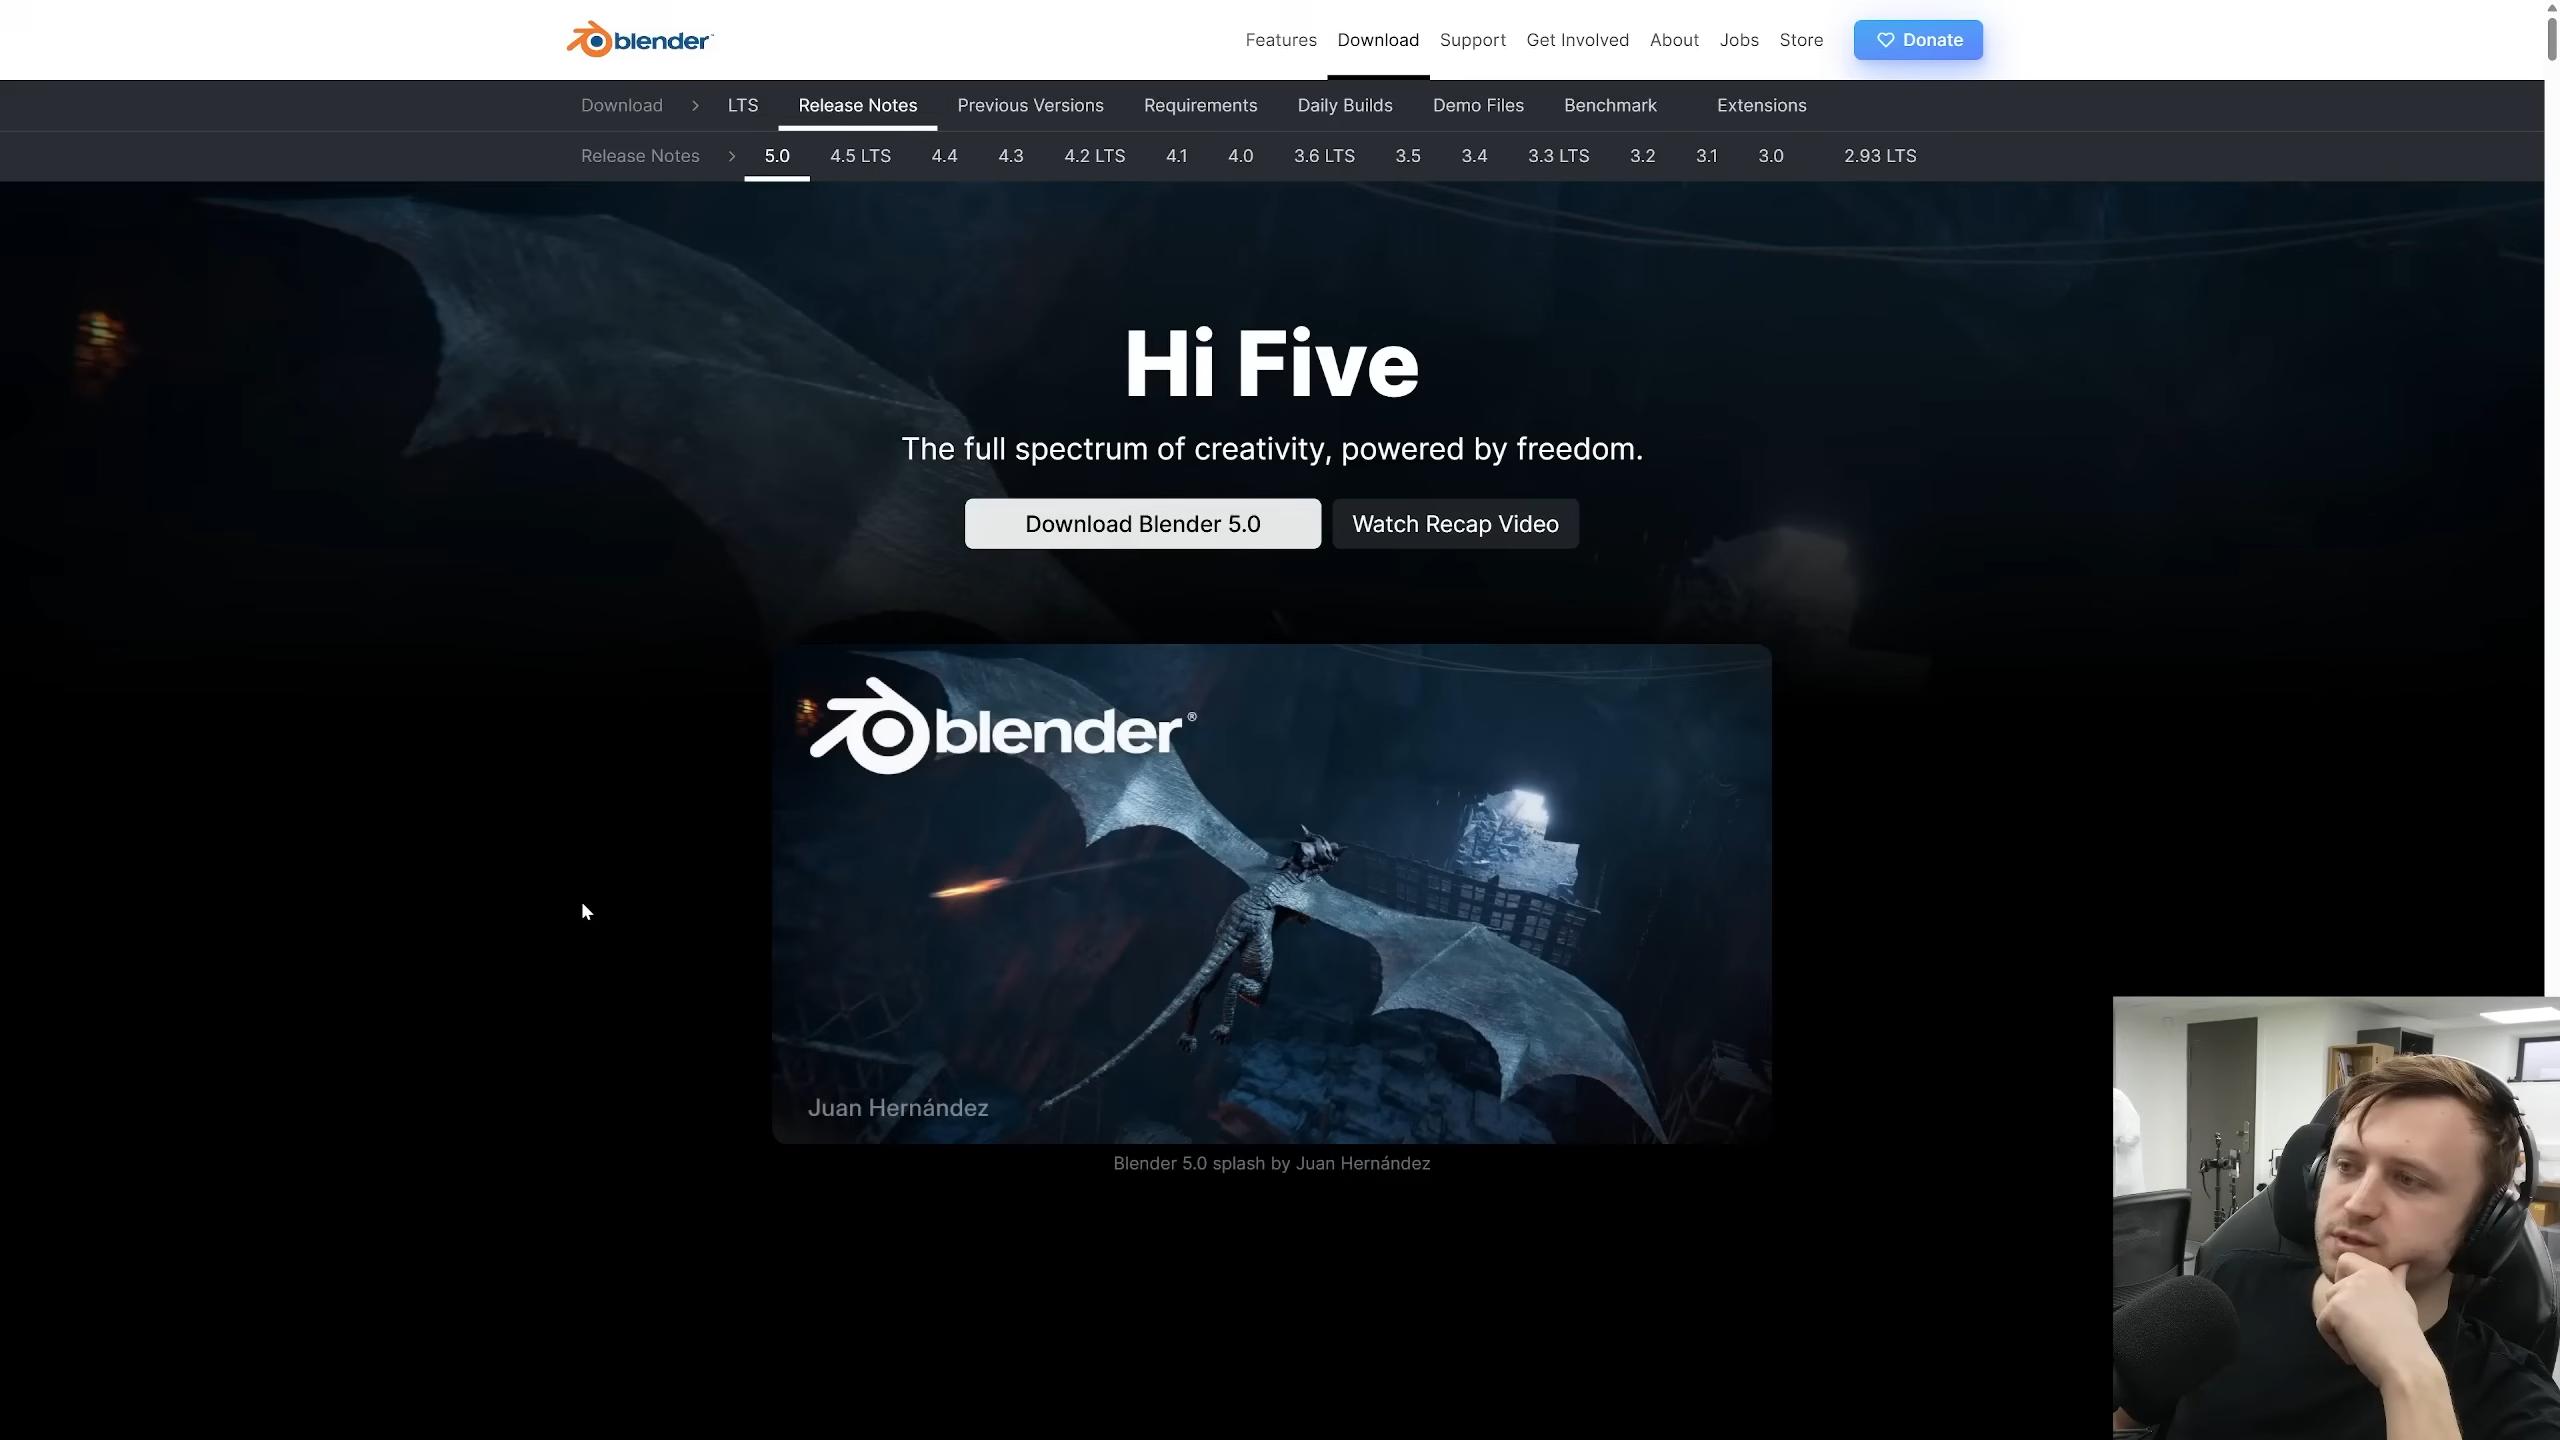 blender
Features Download Support Get Involved About Jobs Store Donate
Download LTS Release Notes Previous Versions Requirements Daily Builds Demo Files Benchmark Extensions
Release Notes 5.0 4.5 LTS 4.4 4.3 4.2 LTS 4.1 4.0 3.6 LTS 3.5 3.4 3.3 LTS 3.2 3.1 3.0 2.93 LTS
Hi Five
The full spectrum of creativity, powered by freedom.
Download Blender 5.0 Watch Recap Video
blender®
Juan Hernández
Blender 5.0 splash by Juan Hernández